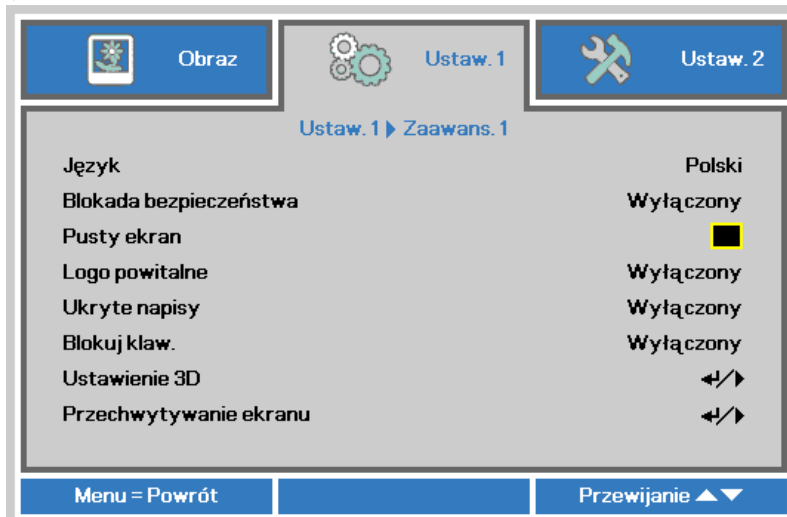 Obraz
Ustaw. 1
Ustaw. 2
Ustaw. 1 ▶ Zaawans. 1
Język Polski
Blokada bezpieczeństwa Wyłączony
Pusty ekran
Logo powitalne Wyłączony
Ukryte napisy Wyłączony
Blokuj klaw. Wyłączony
Ustawienie 3D ↵/▶
Przechwytywanie ekranu ↵/▶
Menu = Powrót
Przewijanie ▲▼